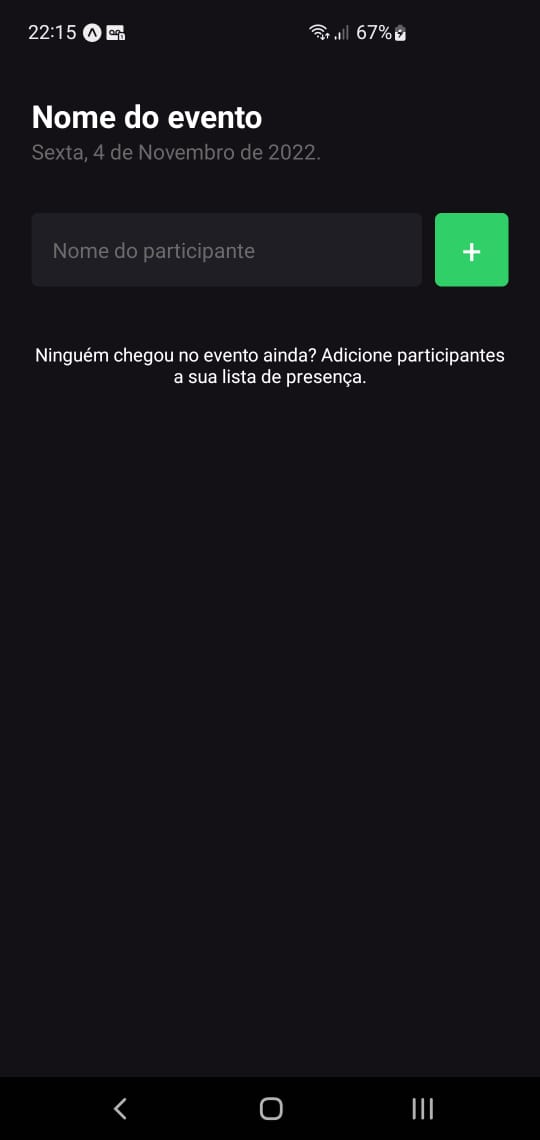 22:15 67%
Nome do evento
Sexta, 4 de Novembro de 2022.
Nome do participante +
Ninguém chegou no evento ainda? Adicione participantes
a sua lista de presença.